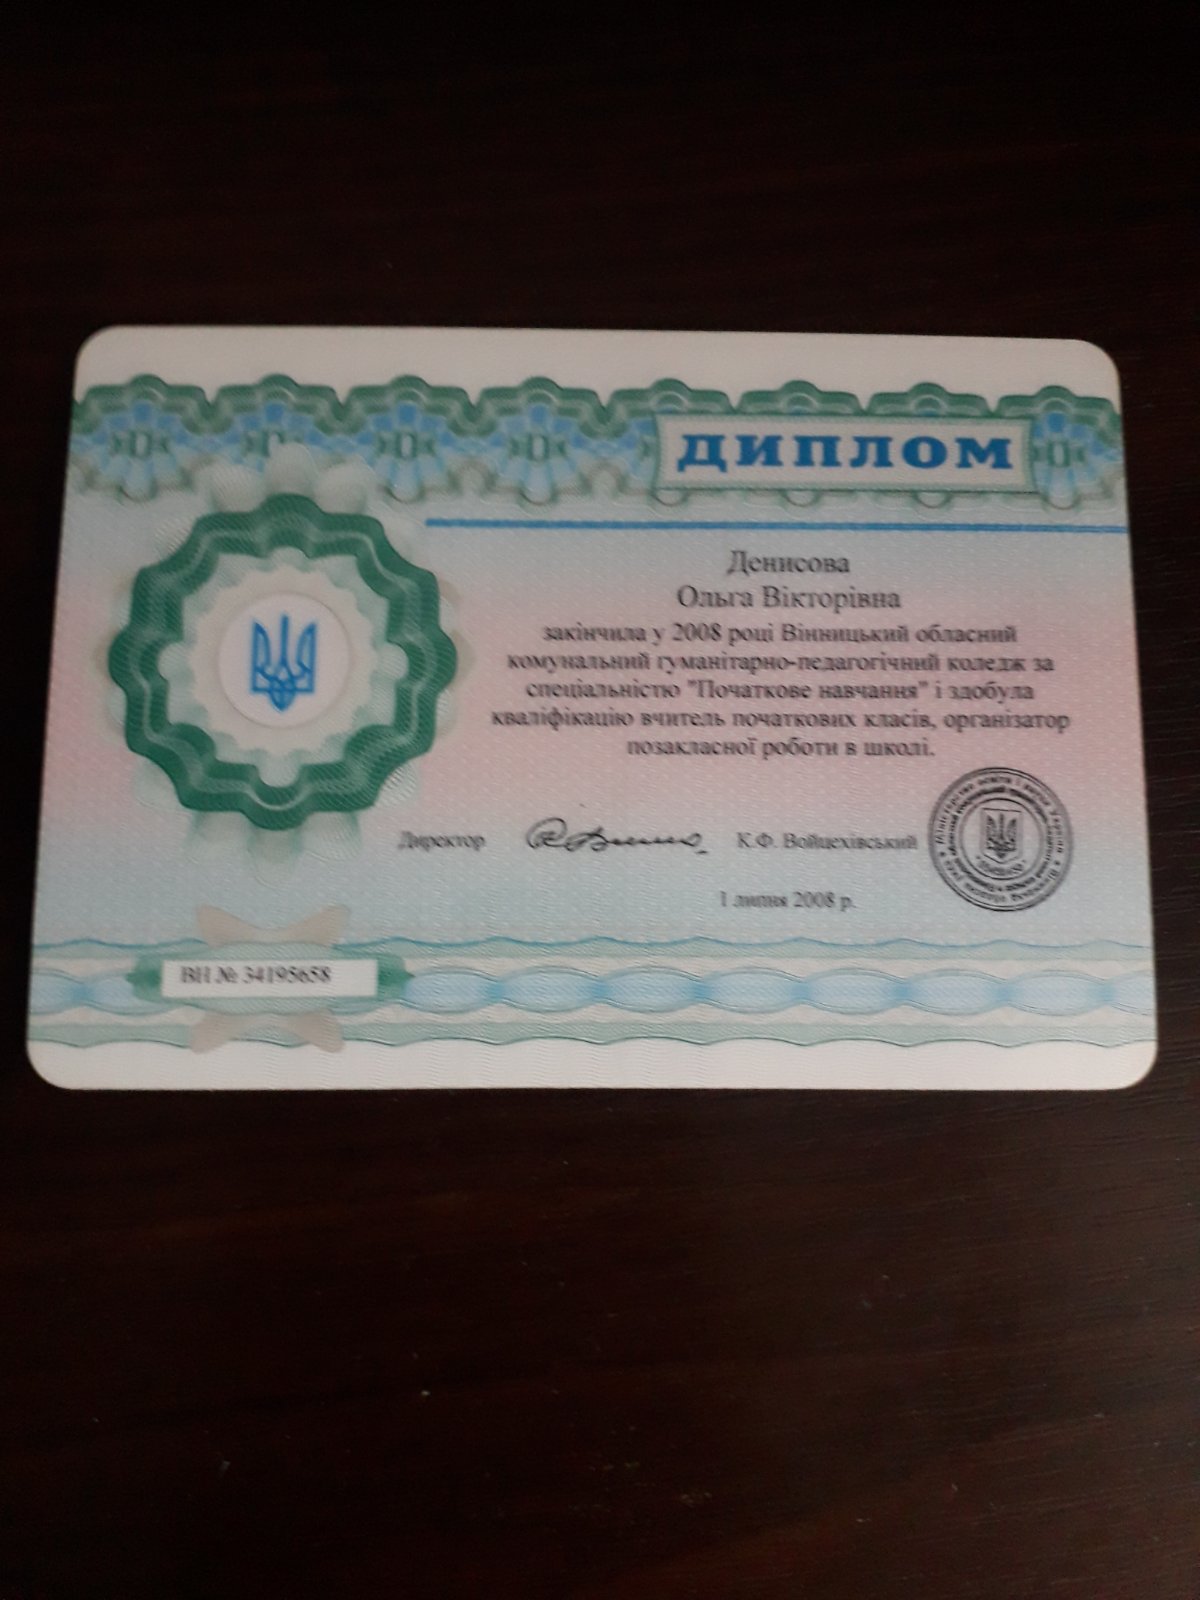 ДИПЛОМ
Денисова
Ольга Вікторівна
закінчила у 2008 році Вінницький обласний
комунальний гуманітарно-педагогічний коледж за
спеціальністю "Початкове навчання" і здобула
кваліфікацію вчитель початкових класів, організатор
позакласної роботи в школі.
Директор К.Ф. Войцехівський
1 липня 2008 р.
ВН № 34195658